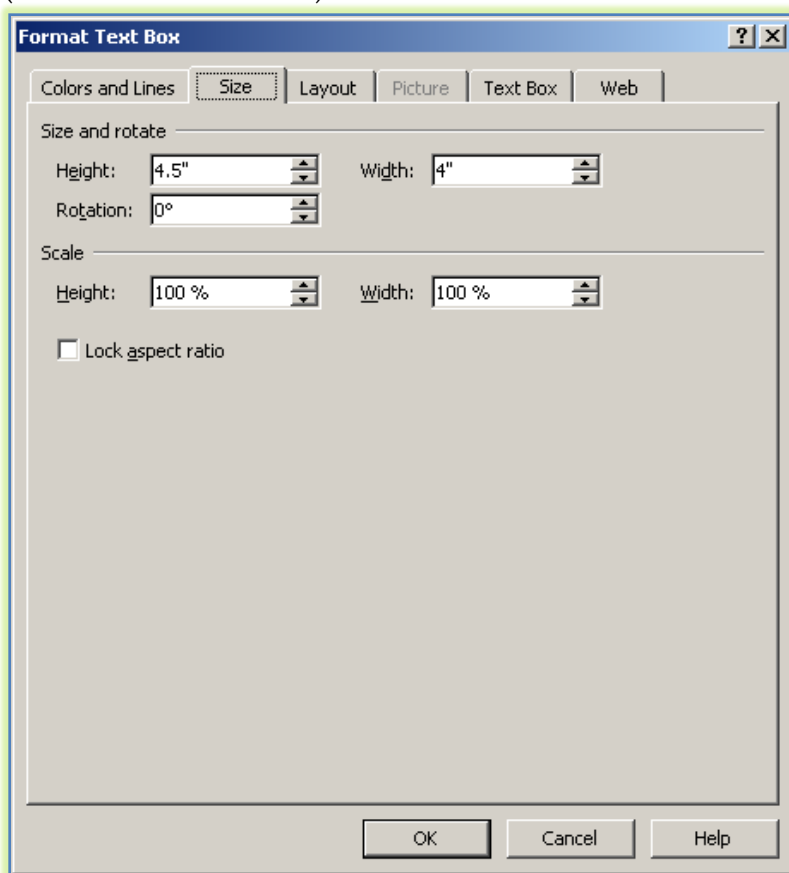 Format Text Box
Colors and Lines Size Layout Picture Text Box Web
Size and rotate
Height: 4.5" Width: 4"
Rotation: 0°
Scale
Height: 100 % Width: 100 %
Lock aspect ratio
OK Cancel Help